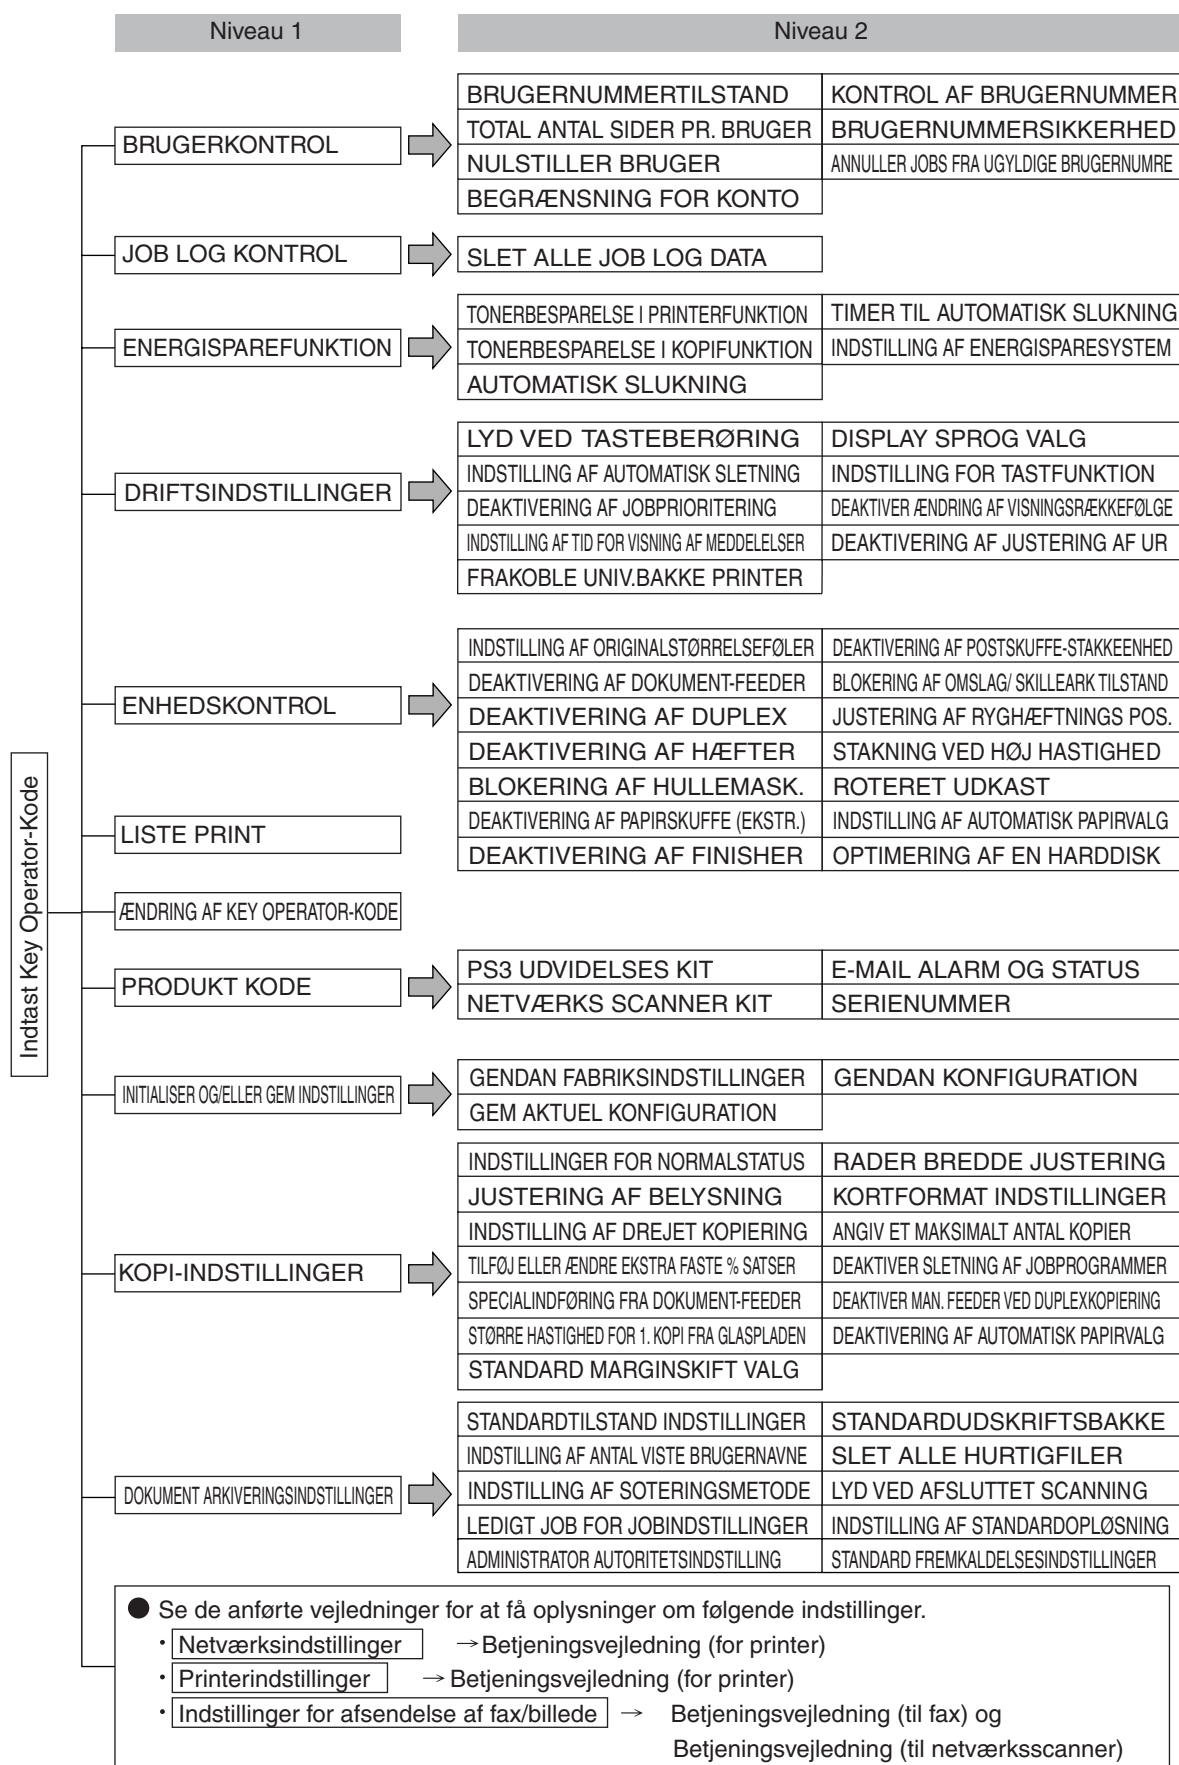 Niveau 1
Niveau 2
Indtast Key Operator-Kode
BRUGERKONTROL
BRUGERNUMMERTILSTAND
KONTROL AF BRUGERNUMMER
TOTAL ANTAL SIDER PR. BRUGER
BRUGERNUMMERSIKKERHED
NULSTILLER BRUGER
ANNULLER JOBS FRA UGYLDIGE BRUGERNUMRE
BEGRÆNSNING FOR KONTO
JOB LOG KONTROL
SLET ALLE JOB LOG DATA
ENERGISPAREFUNKTION
TONERBESPARELSE I PRINTERFUNKTION
TIMER TIL AUTOMATISK SLUKNING
TONERBESPARELSE I KOPIFUNKTION
INDSTILLING AF ENERGISPARESYSTEM
AUTOMATISK SLUKNING
DRIFTSINDSTILLINGER
LYD VED TASTEBERØRING
DISPLAY SPROG VALG
INDSTILLING AF AUTOMATISK SLETNING
INDSTILLING FOR TASTFUNKTION
DEAKTIVERING AF JOBPRIORITERING
DEAKTIVER ÆNDRING AF VISNINGSRÆKKEFØLGE
INDSTILLING AF TID FOR VISNING AF MEDDELELSER
DEAKTIVERING AF JUSTERING AF UR
FRAKOBLE UNIV.BAKKE PRINTER
ENHEDSKONTROL
INDSTILLING AF ORIGINALSTØRRELSEFØLER
DEAKTIVERING AF POSTSKUFFE-STAKKEENHED
DEAKTIVERING AF DOKUMENT-FEEDER
BLOKERING AF OMSLAG/ SKILLEARK TILSTAND
DEAKTIVERING AF DUPLEX
JUSTERING AF RYGHÆFTNINGS POS.
DEAKTIVERING AF HÆFTER
STAKNING VED HØJ HASTIGHED
BLOKERING AF HULLEMASK.
ROTERET UDKAST
DEAKTIVERING AF PAPIRSKUFFE (EKSTR.)
INDSTILLING AF AUTOMATISK PAPIRVALG
DEAKTIVERING AF FINISHER
OPTIMERING AF EN HARDDISK
LISTE PRINT
ÆNDRING AF KEY OPERATOR-KODE
PRODUKT KODE
PS3 UDVIDELSES KIT
E-MAIL ALARM OG STATUS
NETVÆRKS SCANNER KIT
SERIENUMMER
INITIALISER OG/ELLER GEM INDSTILLINGER
GENDAN FABRIKSINDSTILLINGER
GENDAN KONFIGURATION
GEM AKTUEL KONFIGURATION
KOPI-INDSTILLINGER
INDSTILLINGER FOR NORMALSTATUS
RADER BREDDE JUSTERING
JUSTERING AF BELYSNING
KORTFORMAT INDSTILLINGER
INDSTILLING AF DREJET KOPIERING
ANGIV ET MAKSIMALT ANTAL KOPIER
TILFØJ ELLER ÆNDRE EKSTRA FASTE % SATSER
DEAKTIVER SLETNING AF JOBPROGRAMMER
SPECIALINDFØRING FRA DOKUMENT-FEEDER
DEAKTIVER MAN. FEEDER VED DUPLEXKOPIERING
STØRRE HASTIGHED FOR 1. KOPI FRA GLASPLADEN
DEAKTIVERING AF AUTOMATISK PAPIRVALG
STANDARD MARGINSKIFT VALG
DOKUMENT ARKIVERINGSINDSTILLINGER
STANDARDTILSTAND INDSTILLINGER
STANDARDUDSKRIFTSBAKKE
INDSTILLING AF ANTAL VISTE BRUGERNAVNE
SLET ALLE HURTIGFILER
INDSTILLING AF SOTERINGSMETODE
LYD VED AFSLUTTET SCANNING
LEDIGT JOB FOR JOBINDSTILLINGER
INDSTILLING AF STANDARDOPLØSNING
ADMINISTRATOR AUTORITETSINDSTILLING
STANDARD FREMKALDELSESINDSTILLINGER
● Se de anførte vejledninger for at få oplysninger om følgende indstillinger.
· Netværksindstillinger → Betjeningsvejledning (for printer)
· Printerindstillinger → Betjeningsvejledning (for printer)
· Indstillinger for afsendelse af fax/billede → Betjeningsvejledning (til fax) og
Betjeningsvejledning (til netværksscanner)